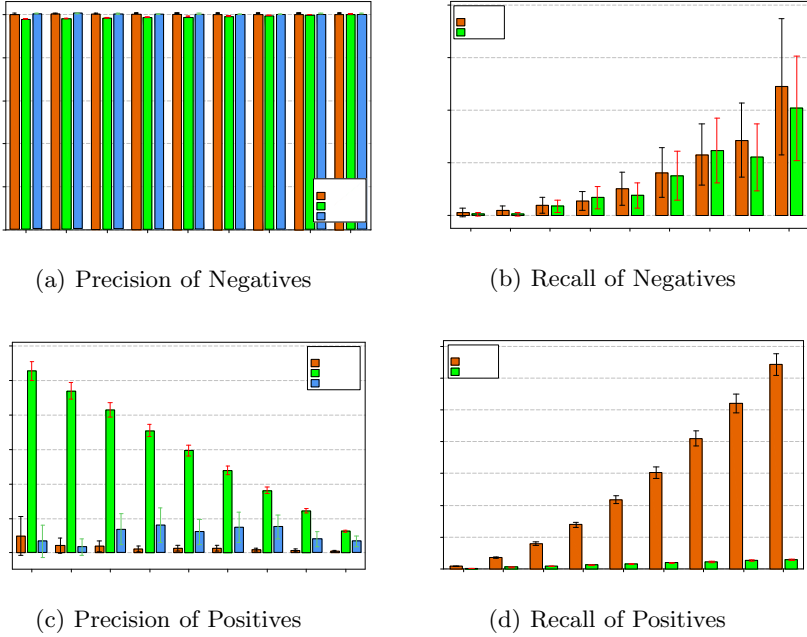 (a) Precision of Negatives
(b) Recall of Negatives
(c) Precision of Positives
(d) Recall of Positives